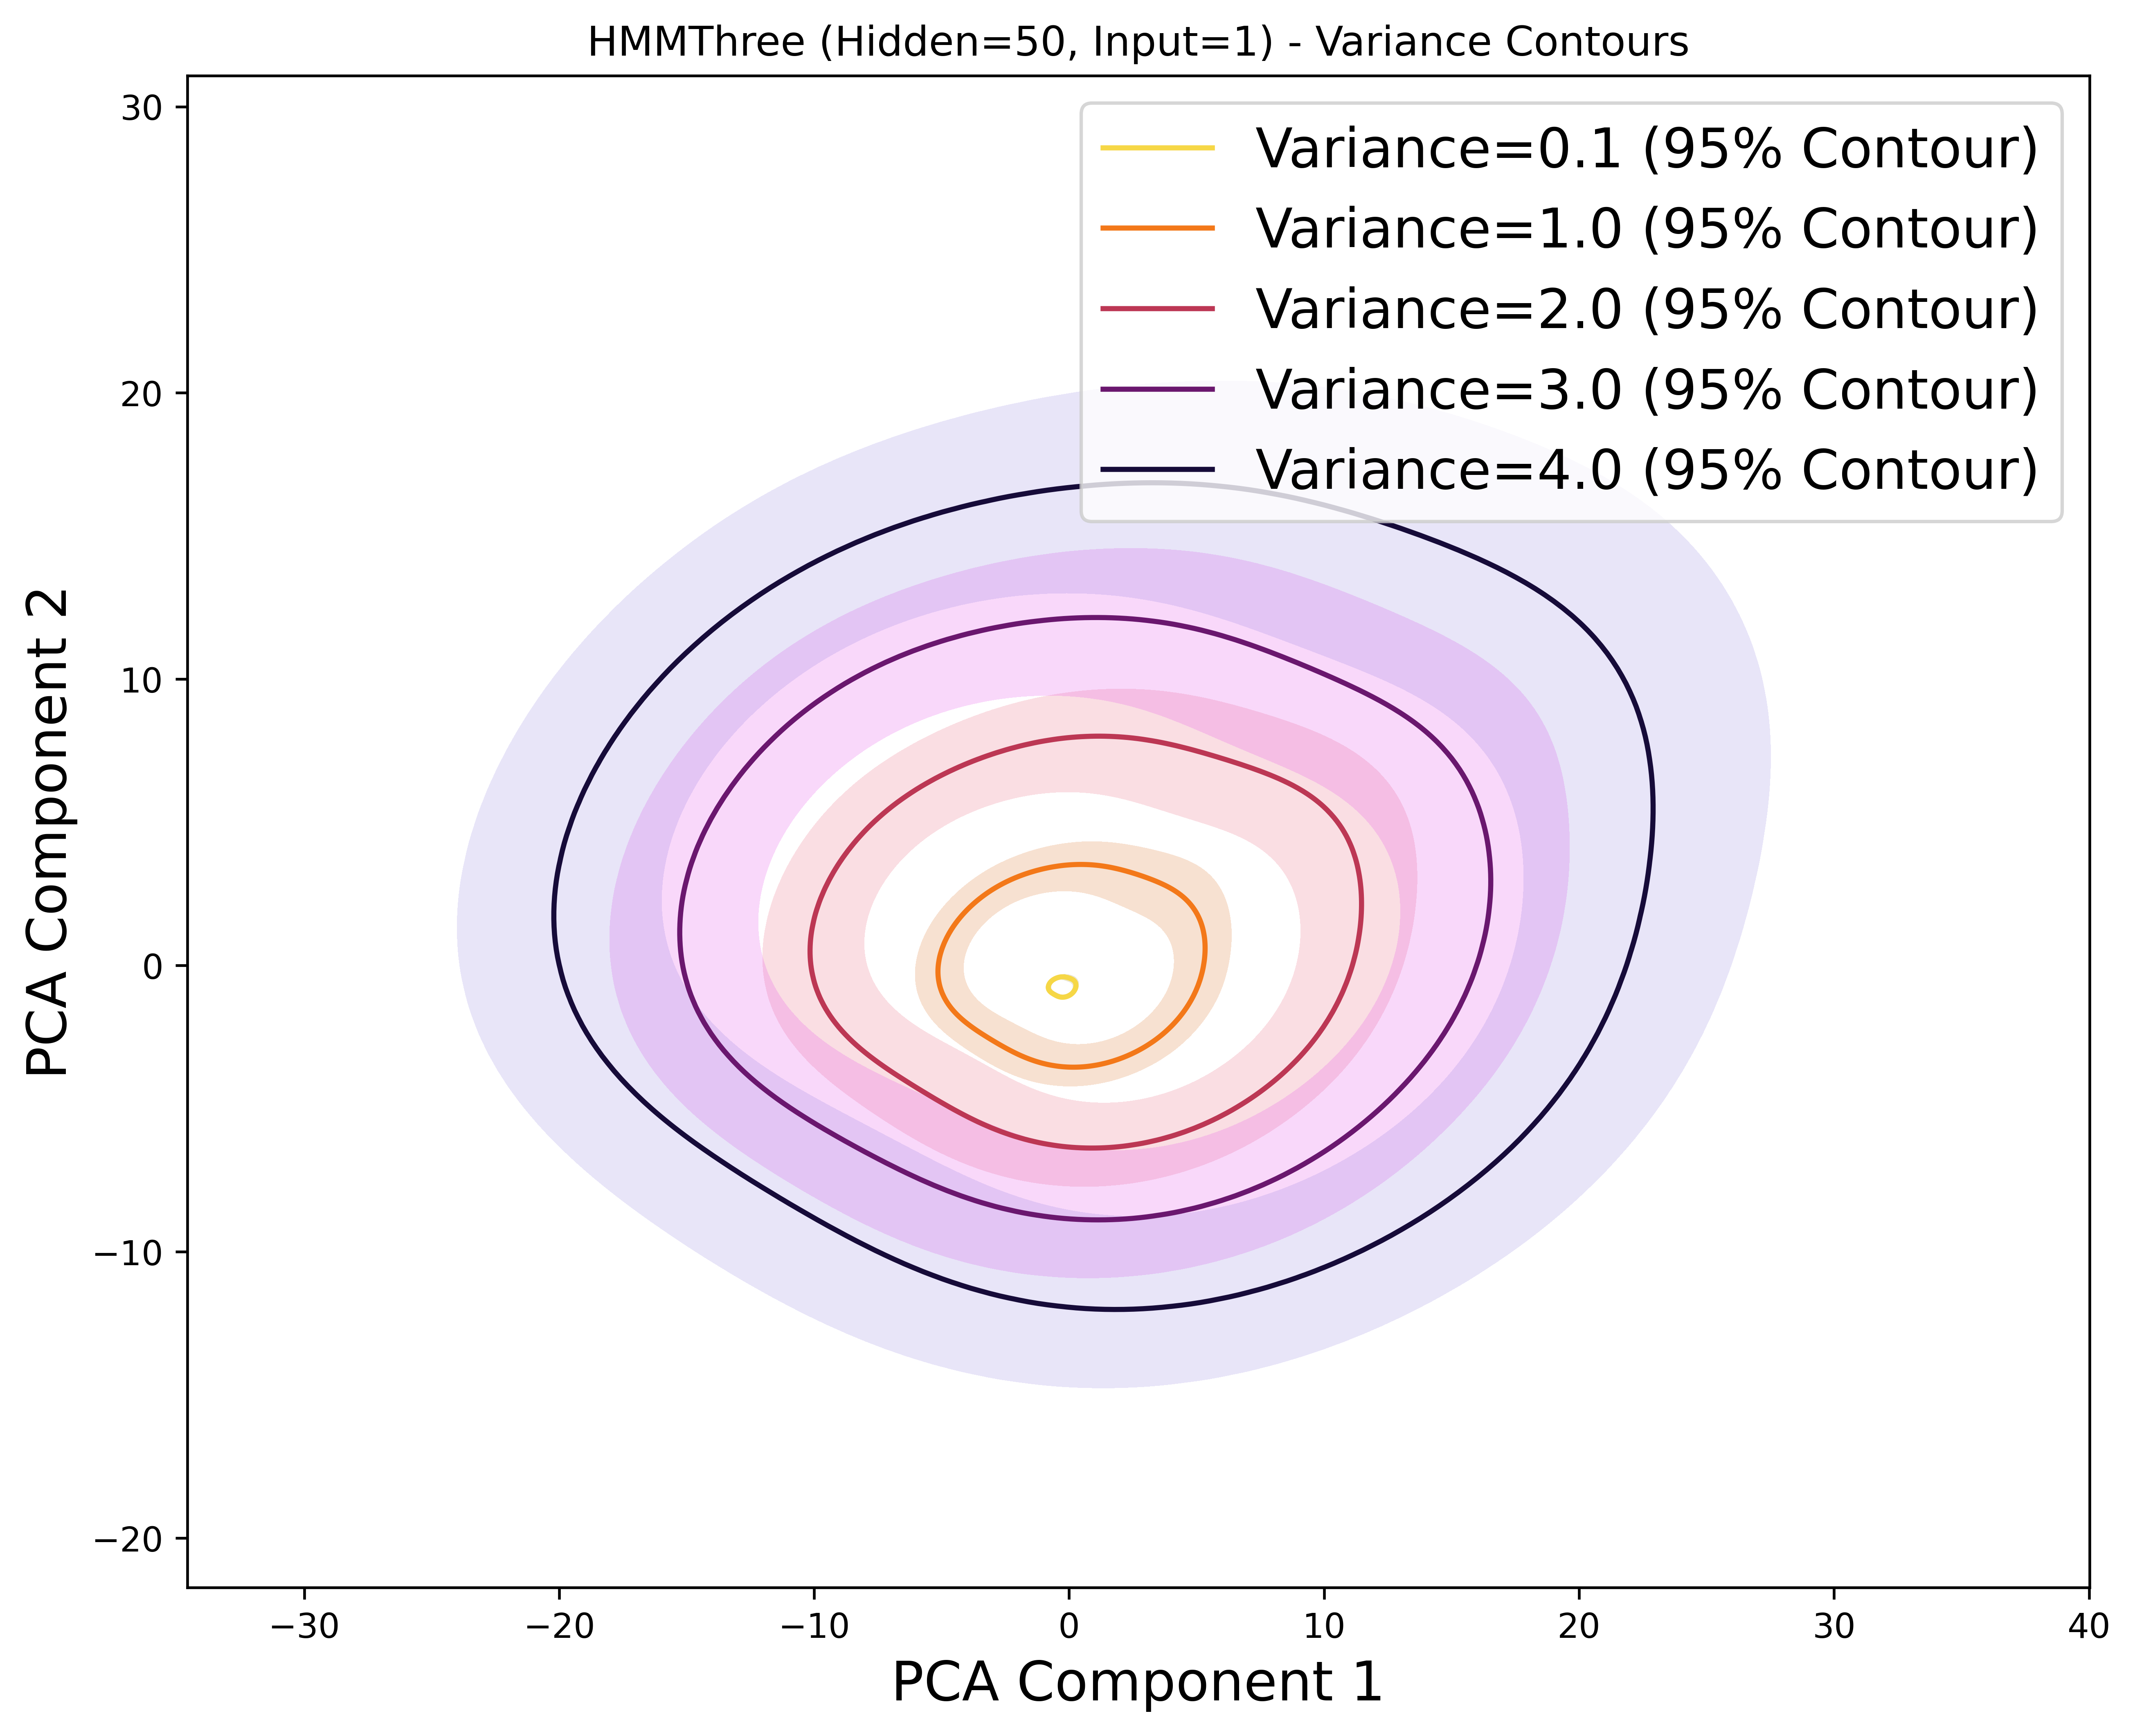 HMMThree (Hidden=50, Input=1) - Variance Contours
Variance=0.1 (95% Contour)
Variance=1.0 (95% Contour)
Variance=2.0 (95% Contour)
Variance=3.0 (95% Contour)
Variance=4.0 (95% Contour)
PCA Component 2
30
20
10
0
−10
−20
−30
−20
−10
0
10
20
30
40
PCA Component 1